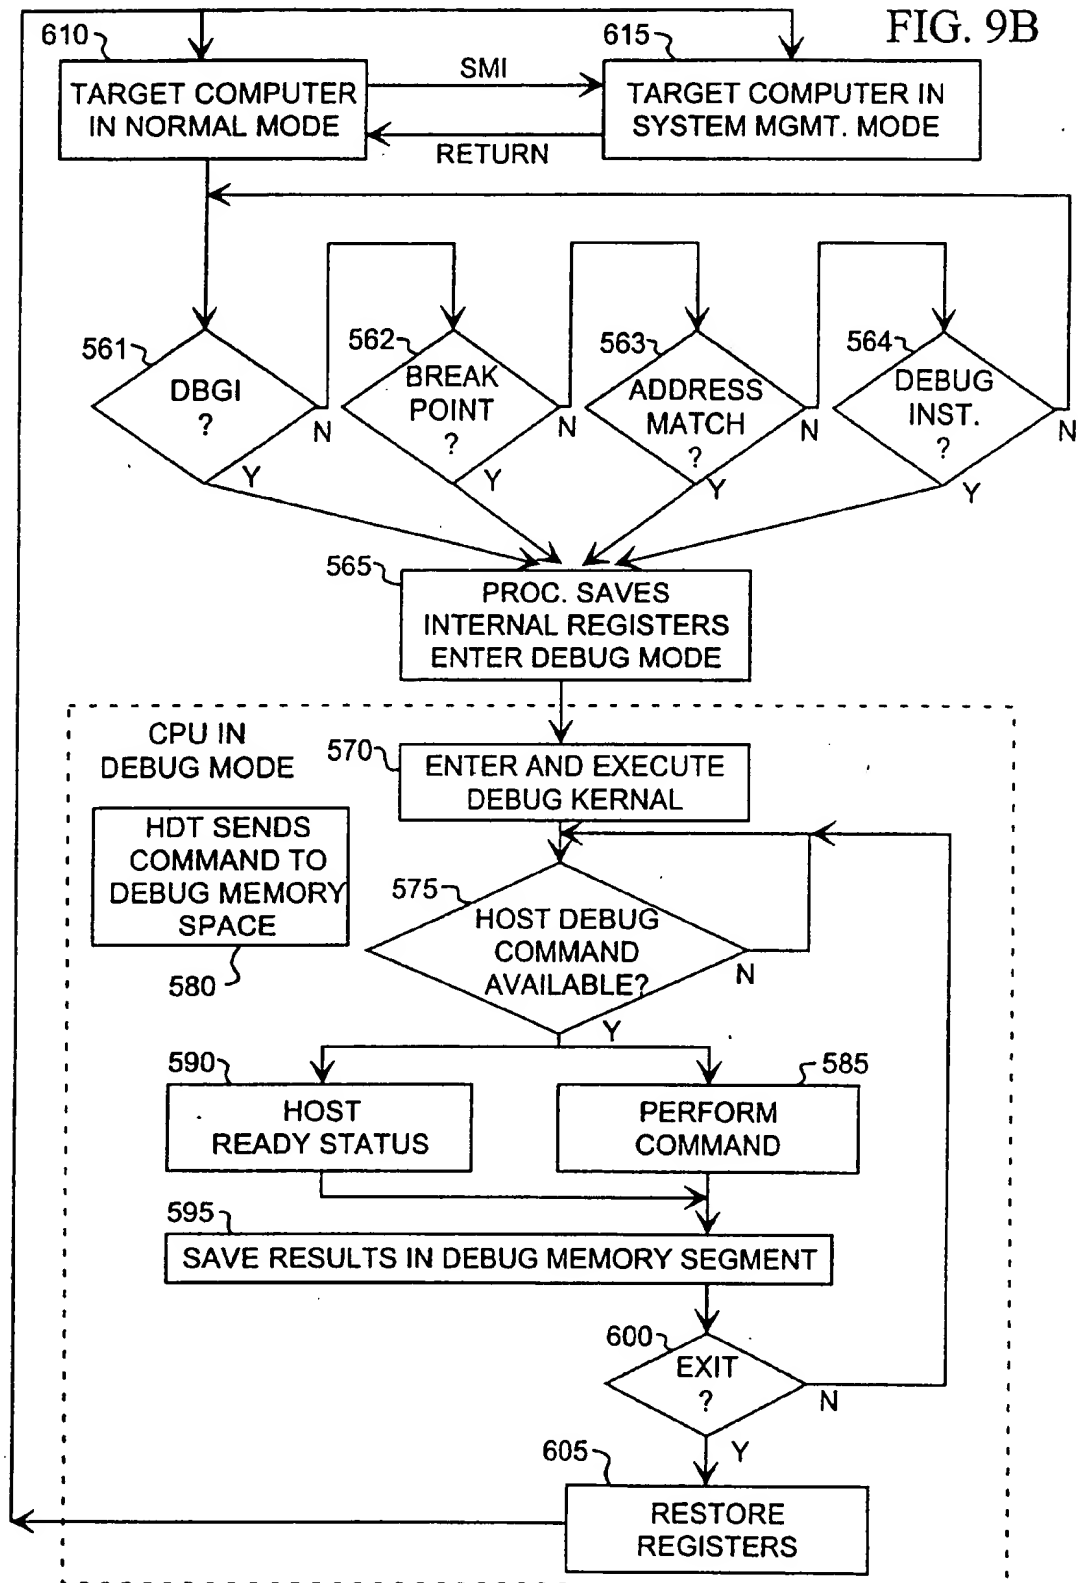 FIG. 9B
610
615
TARGET COMPUTER
IN NORMAL MODE
SMI
RETURN
TARGET COMPUTER IN
SYSTEM MGMT. MODE
561
DBGI
?
N
Y
562
BREAK
POINT
?
N
Y
563
ADDRESS
MATCH
?
N
Y
564
DEBUG
INST.
?
N
Y
565
PROC. SAVES
INTERNAL REGISTERS
ENTER DEBUG MODE
CPU IN
DEBUG MODE
570
ENTER AND EXECUTE
DEBUG KERNAL
HDT SENDS
COMMAND TO
DEBUG MEMORY
SPACE
580
575
HOST DEBUG
COMMAND
AVAILABLE?
N
Y
590
HOST
READY STATUS
585
PERFORM
COMMAND
595
SAVE RESULTS IN DEBUG MEMORY SEGMENT
600
EXIT
?
N
Y
605
RESTORE
REGISTERS